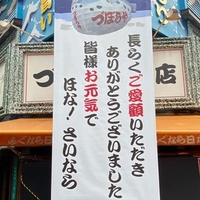 づぼらや
長らくご愛顧いただき
ありがとうございました
皆様お元気で
ほな！さいなら
づ
店